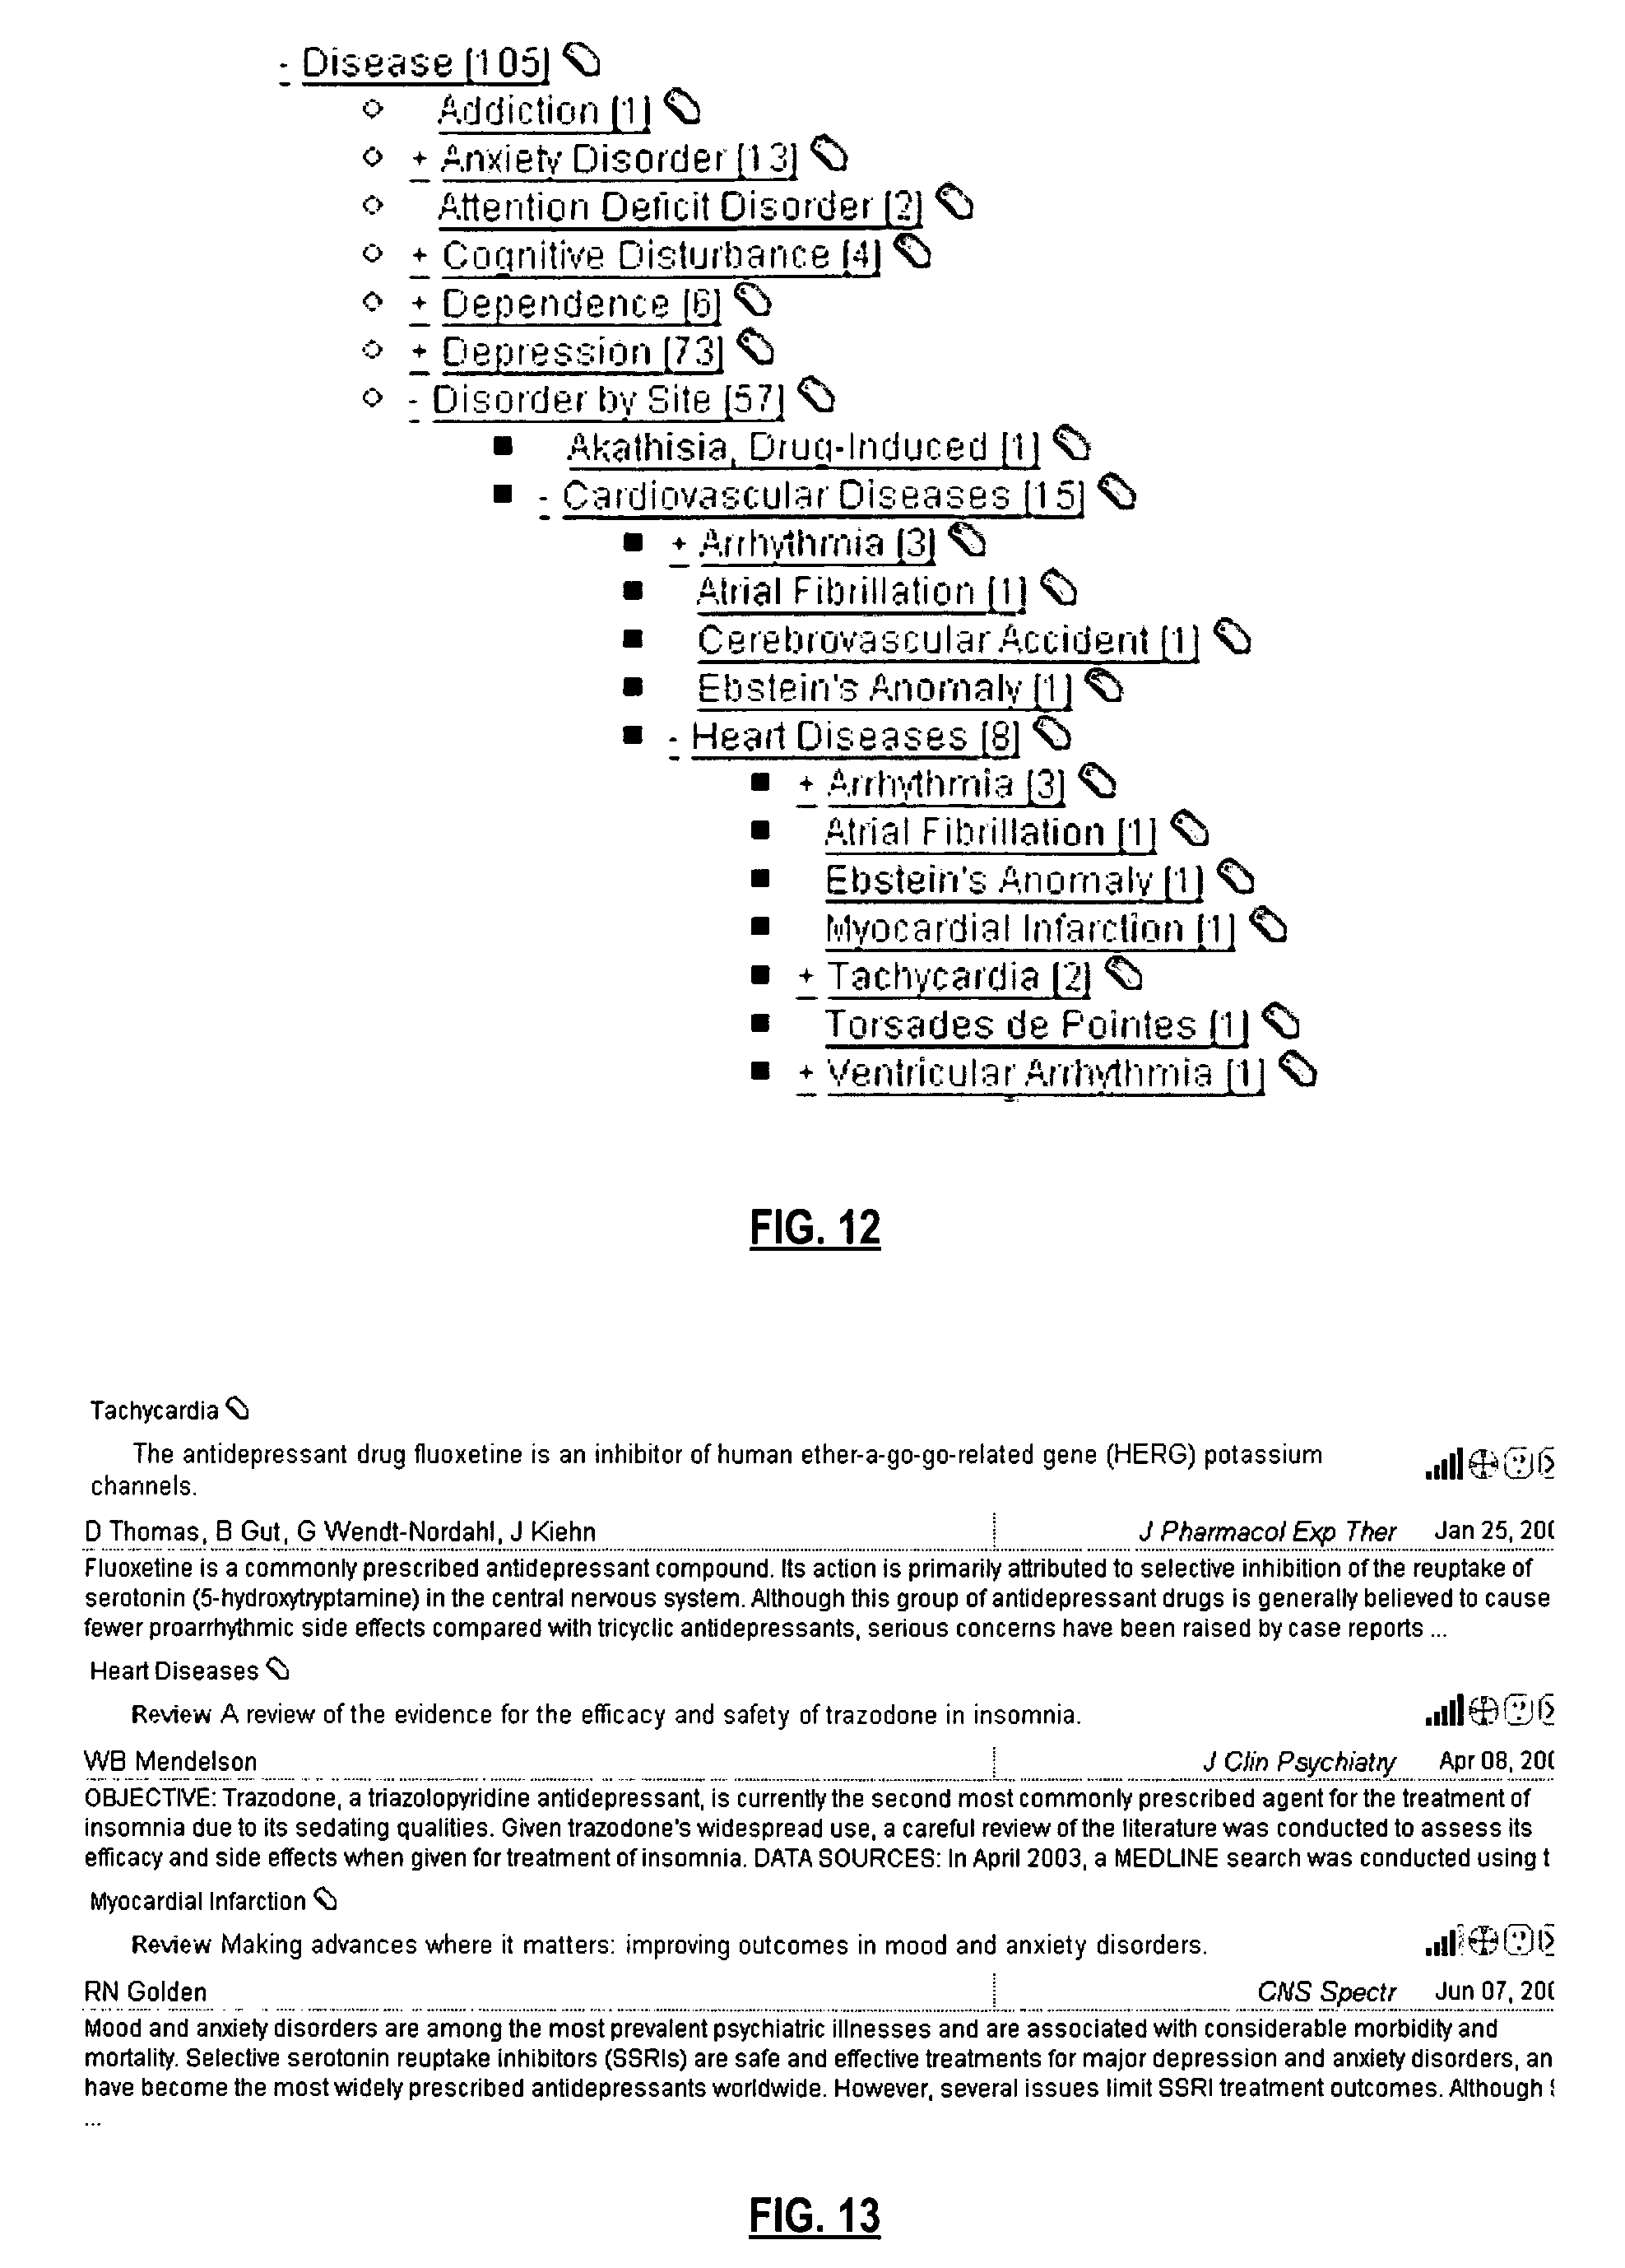 - Disease [105]
Addiction [1]
+ Anxiety Disorder [13]
Attention Deficit Disorder [2]
+ Cognitive Disturbance [4]
+ Dependence [6]
+ Depression [73]
- Disorder by Site [57]
Akathisia, Drug-Induced [1]
- Cardiovascular Diseases [15]
+ Arrhythmia [3]
Atrial Fibrillation [1]
Cerebrovascular Accident [1]
Ebstein's Anomaly [1]
- Heart Diseases [8]
+ Arrhythmia [3]
Atrial Fibrillation [1]
Ebstein's Anomaly [1]
Myocardial Infarction [1]
+ Tachycardia [2]
Torsades de Pointes [1]
+ Ventricular Arrhythmia [1]
FIG. 12
Tachycardia
The antidepressant drug fluoxetine is an inhibitor of human ether-a-go-go-related gene (HERG) potassium
channels.
D Thomas, B Gut, G Wendt-Nordahl, J Kiehn J Pharmacol Exp Ther Jan 25,
Fluoxetine is a commonly prescribed antidepressant compound. Its action is primarily attributed to selective inhibition of the reuptake of
serotonin (5-hydroxytryptamine) in the central nervous system. Although this group of antidepressant drugs is generally believed to cause
fewer proarrhythmic side effects compared with tricyclic antidepressants, serious concerns have been raised by case reports ...
Heart Diseases
Review A review of the evidence for the efficacy and safety of trazodone in insomnia.
WB Mendelson J Clin Psychiatry Apr 08,
OBJECTIVE: Trazodone, a triazolopyridine antidepressant, is currently the second most commonly prescribed agent for the treatment of
insomnia due to its sedating qualities. Given trazodone's widespread use, a careful review of the literature was conducted to assess its
efficacy and side effects when given for treatment of insomnia. DATA SOURCES: In April 2003, a MEDLINE search was conducted using t
Myocardial Infarction
Review Making advances where it matters: improving outcomes in mood and anxiety disorders.
RN Golden CNS Spectr Jun 07,
Mood and anxiety disorders are among the most prevalent psychiatric illnesses and are associated with considerable morbidity and
mortality. Selective serotonin reuptake inhibitors (SSRIs) are safe and effective treatments for major depression and anxiety disorders, an
have become the most widely prescribed antidepressants worldwide. However, several issues limit SSRI treatment outcomes. Although
...
FIG. 13